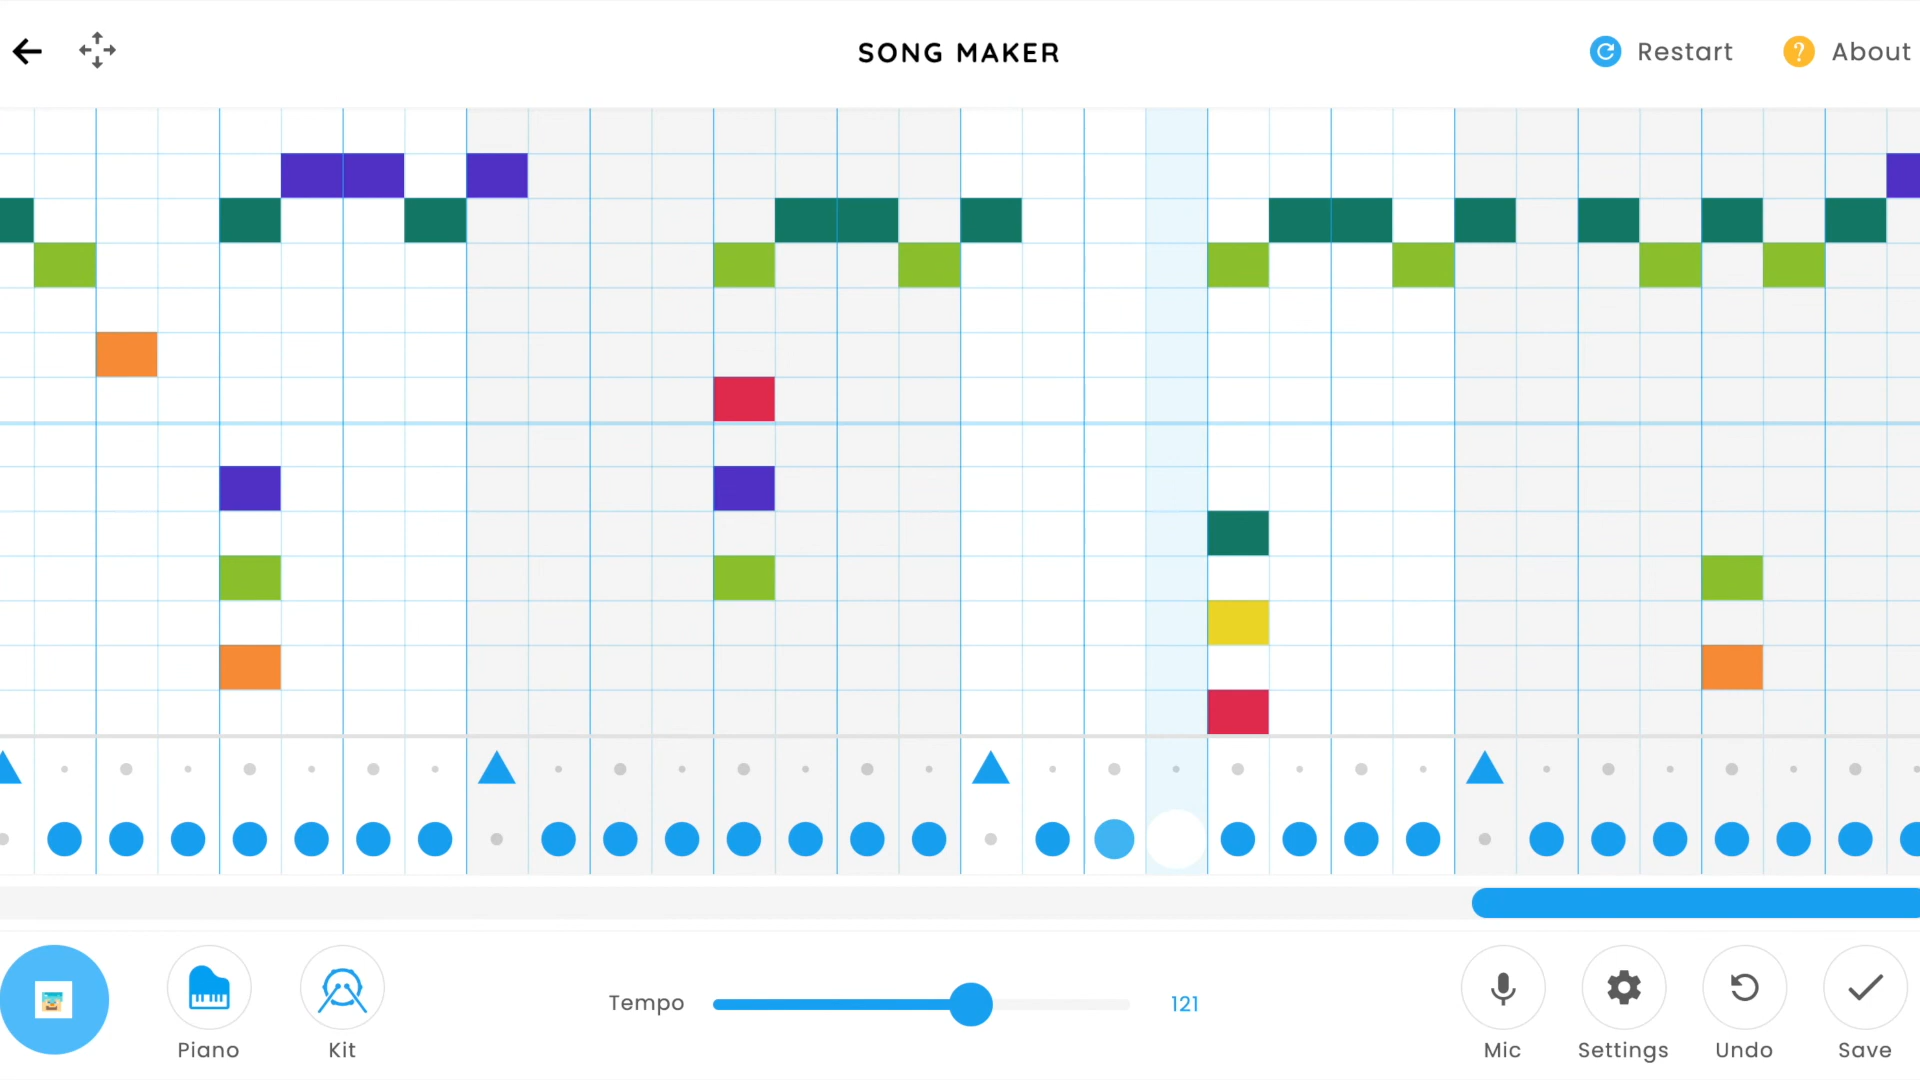 SONG MAKER
Restart
? About
Tempo
121
Piano
Kit
Mic
Settings
Undo
Save